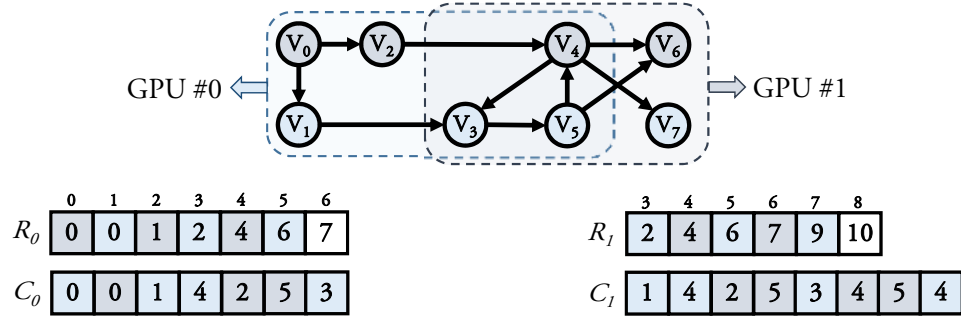 V0 V2 V4 V6
GPU #0 GPU #1
V1 V3 V5 V7
0 1 2 3 4 5 6
R0 0 0 1 2 4 6 7
C0 0 0 1 4 2 5 3
3 4 5 6 7 8
R1 2 4 6 7 9 10
C1 1 4 2 5 3 4 5 4